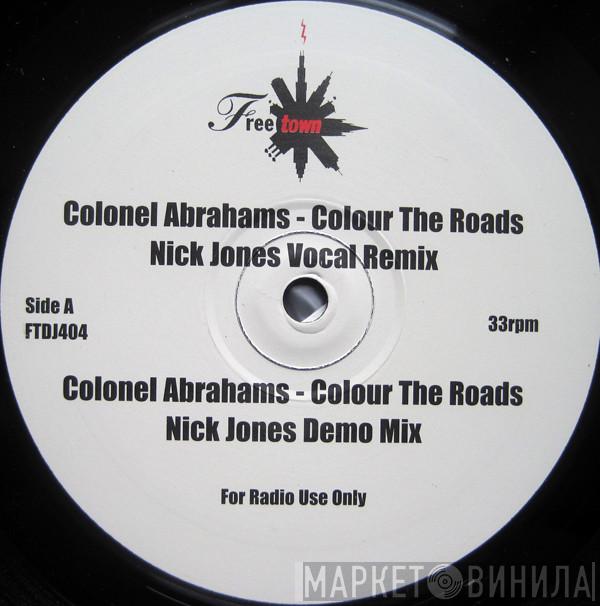 Free town
Colonel Abrahams - Colour The Roads
Nick Jones Vocal Remix
Side A
FTDJ404
33rpm
Colonel Abrahams - Colour The Roads
Nick Jones Demo Mix
For Radio Use Only
МАРКЕТ ВИНИЛА